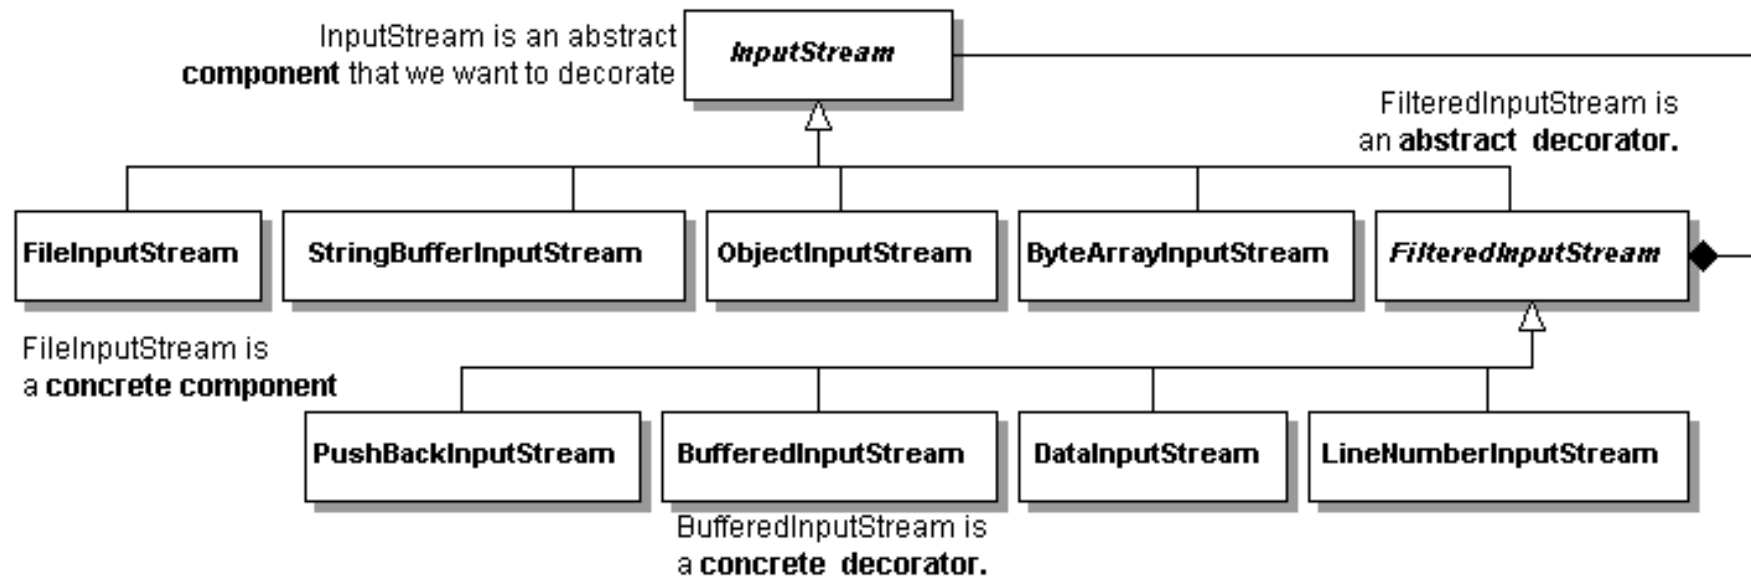 InputStream is an abstract
component that we want to decorate
InputStream
FilteredInputStream is
an abstract decorator.
FileInputStream
StringBufferInputStream
ObjectInputStream
ByteArrayInputStream
FilteredInputStream
FileInputStream is
a concrete component
PushBackInputStream
BufferedInputStream
DataInputStream
LineNumberInputStream
BufferedInputStream is
a concrete decorator.